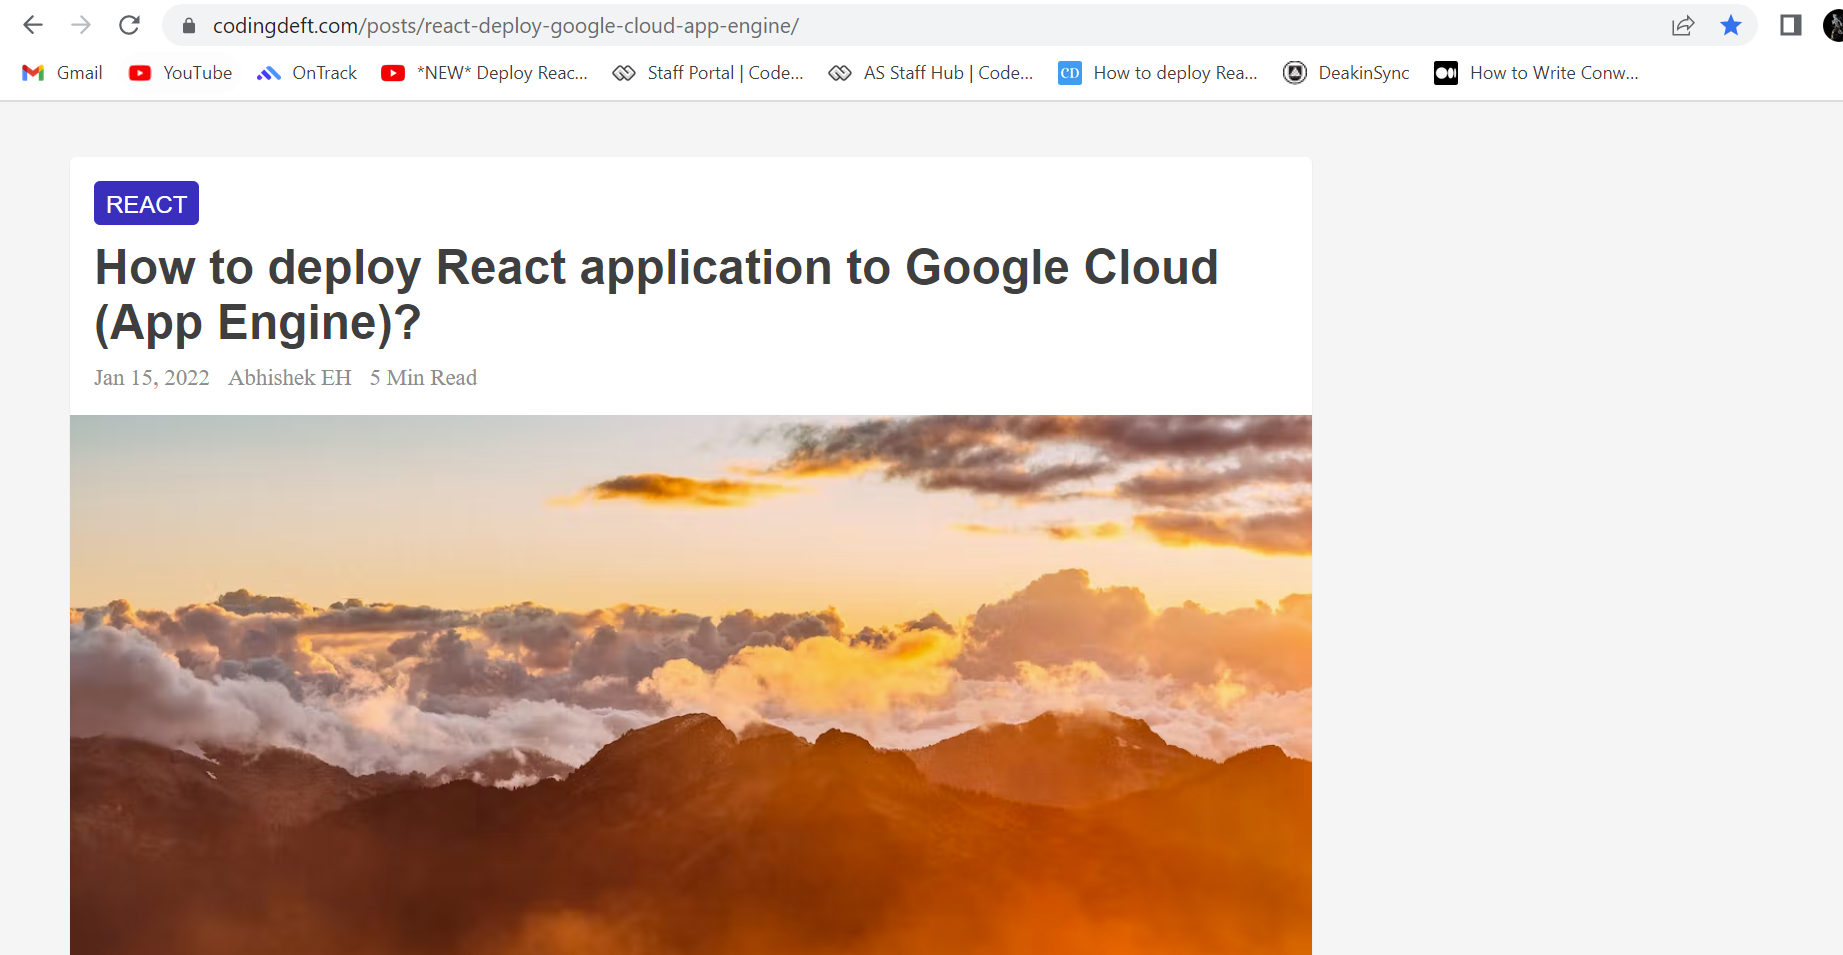 codingdeft.com/posts/react-deploy-google-cloud-app-engine/
Gmail YouTube OnTrack *NEW* Deploy Reac... Staff Portal | Code... AS Staff Hub | Code... CD How to deploy Rea... DeakinSync How to Write Conw...
REACT
How to deploy React application to Google Cloud
(App Engine)?
Jan 15, 2022 Abhishek EH 5 Min Read